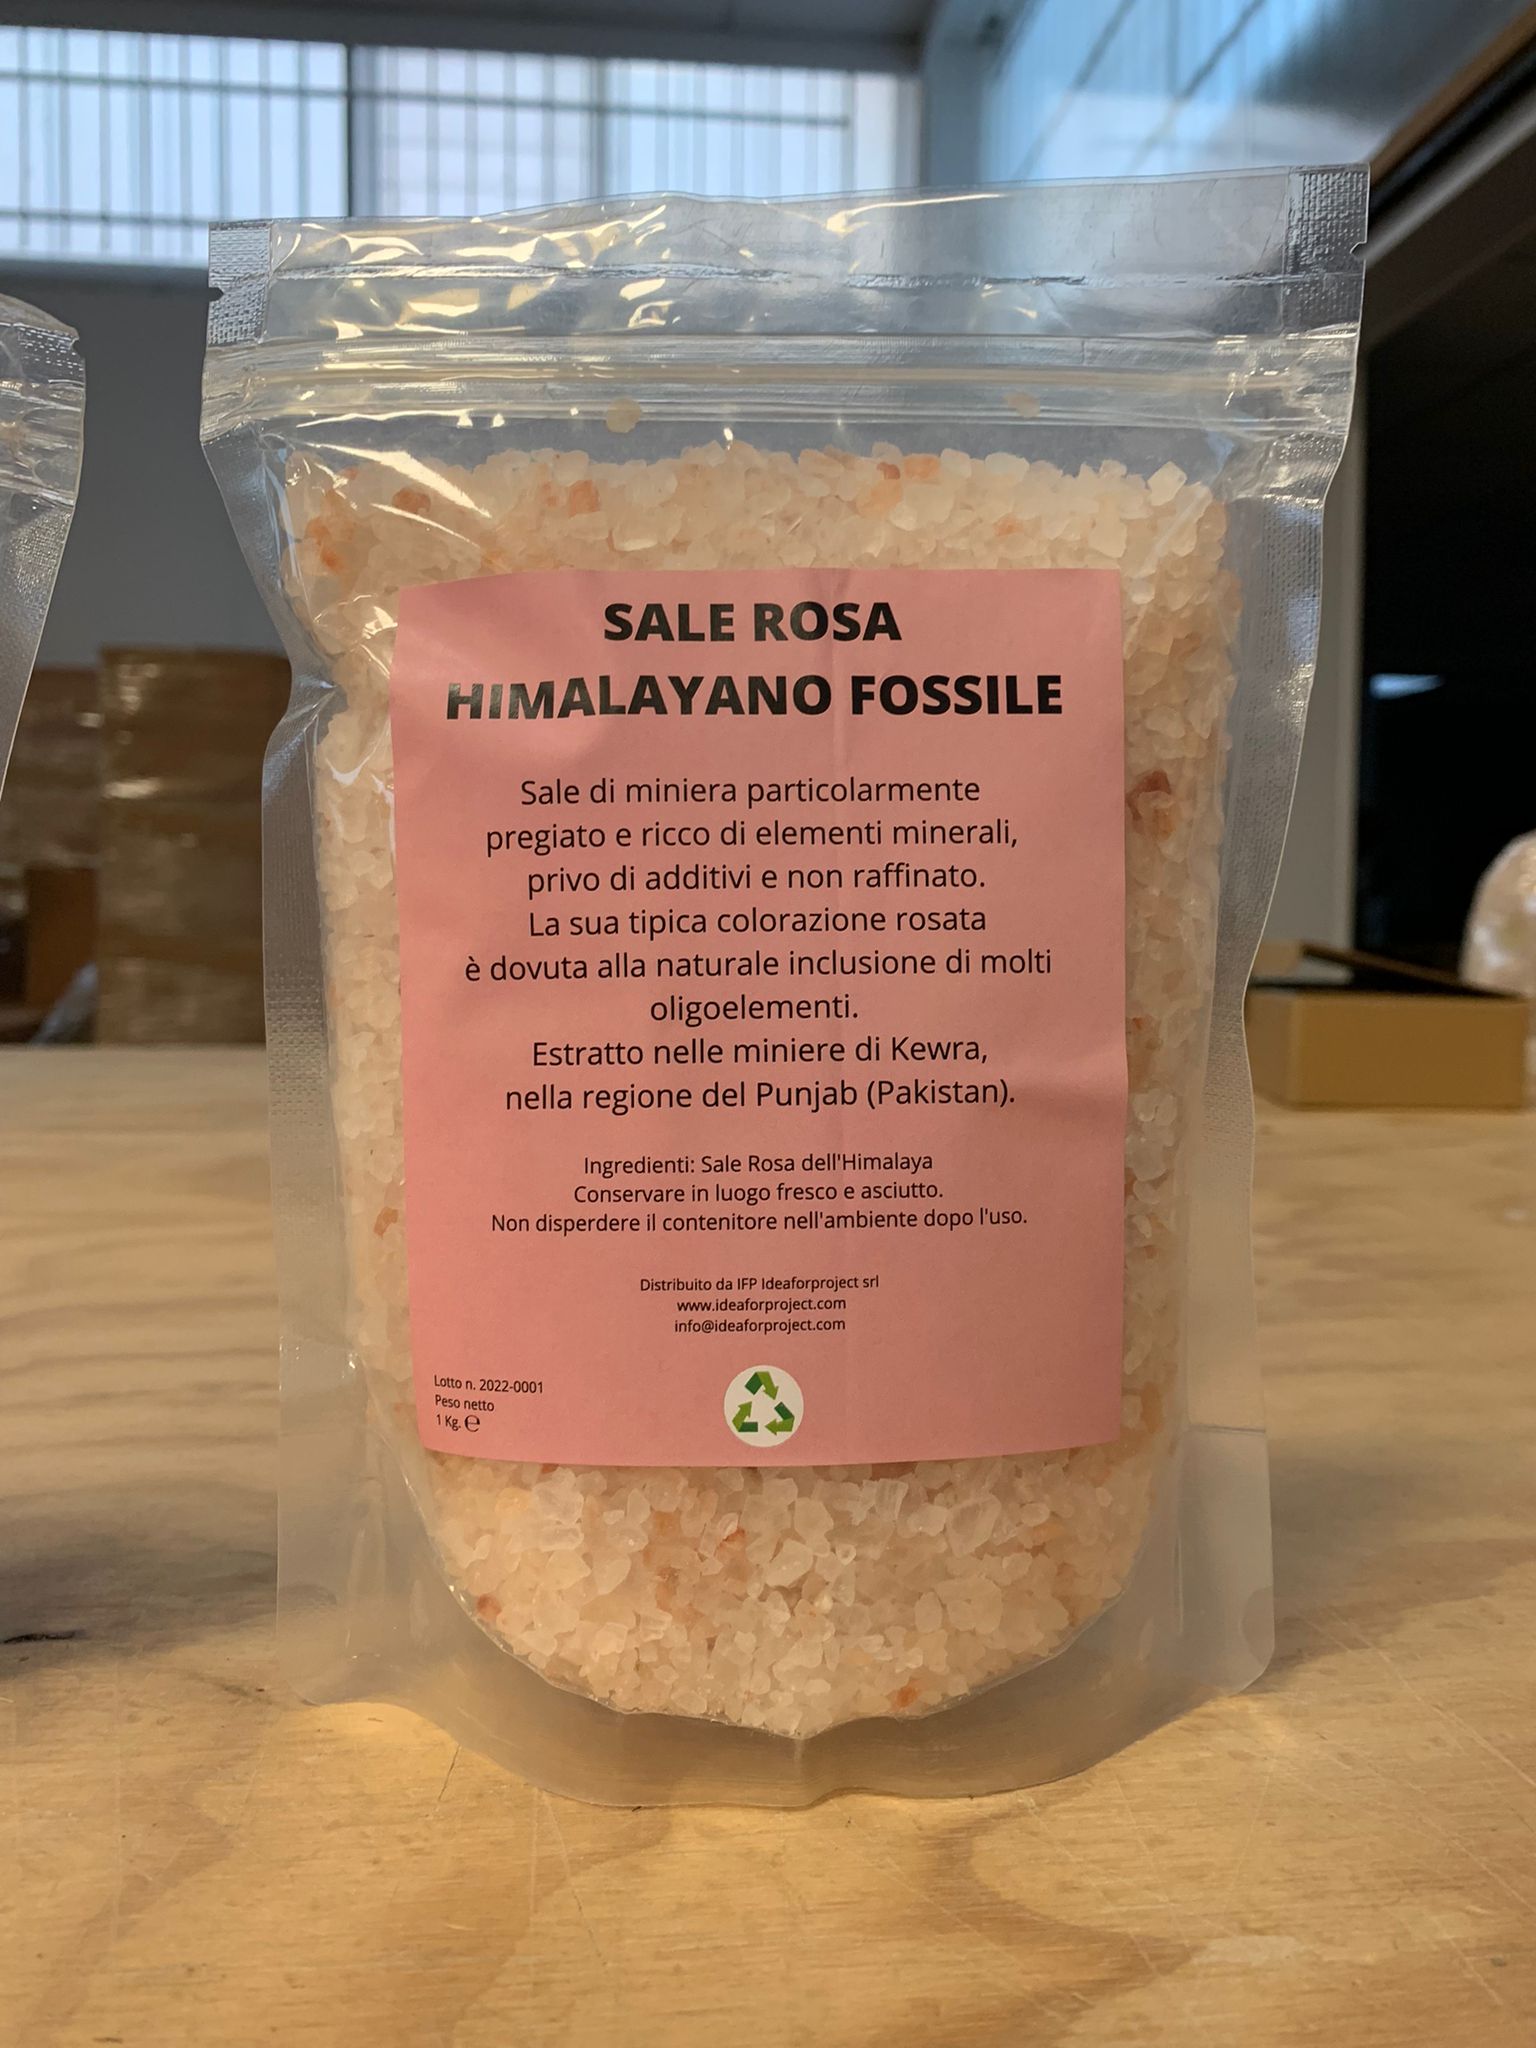 SALE ROSA
HIMALAYANO FOSSILE
Sale di miniera particolarmente
pregiato e ricco di elementi minerali,
privo di additivi e non raffinato.
La sua tipica colorazione rosata
è dovuta alla naturale inclusione di molti
oligoelementi.
Estratto nelle miniere di Kewra,
nella regione del Punjab (Pakistan).
Ingredienti: Sale Rosa dell'Himalaya
Conservare in luogo fresco e asciutto.
Non disperdere il contenitore nell'ambiente dopo l'uso.
Distribuito da IFP Ideaforproject srl
www.ideaforproject.com
info@ideaforproject.com
Lotto n. 2022-0001
Peso netto
1 Kg. ℮